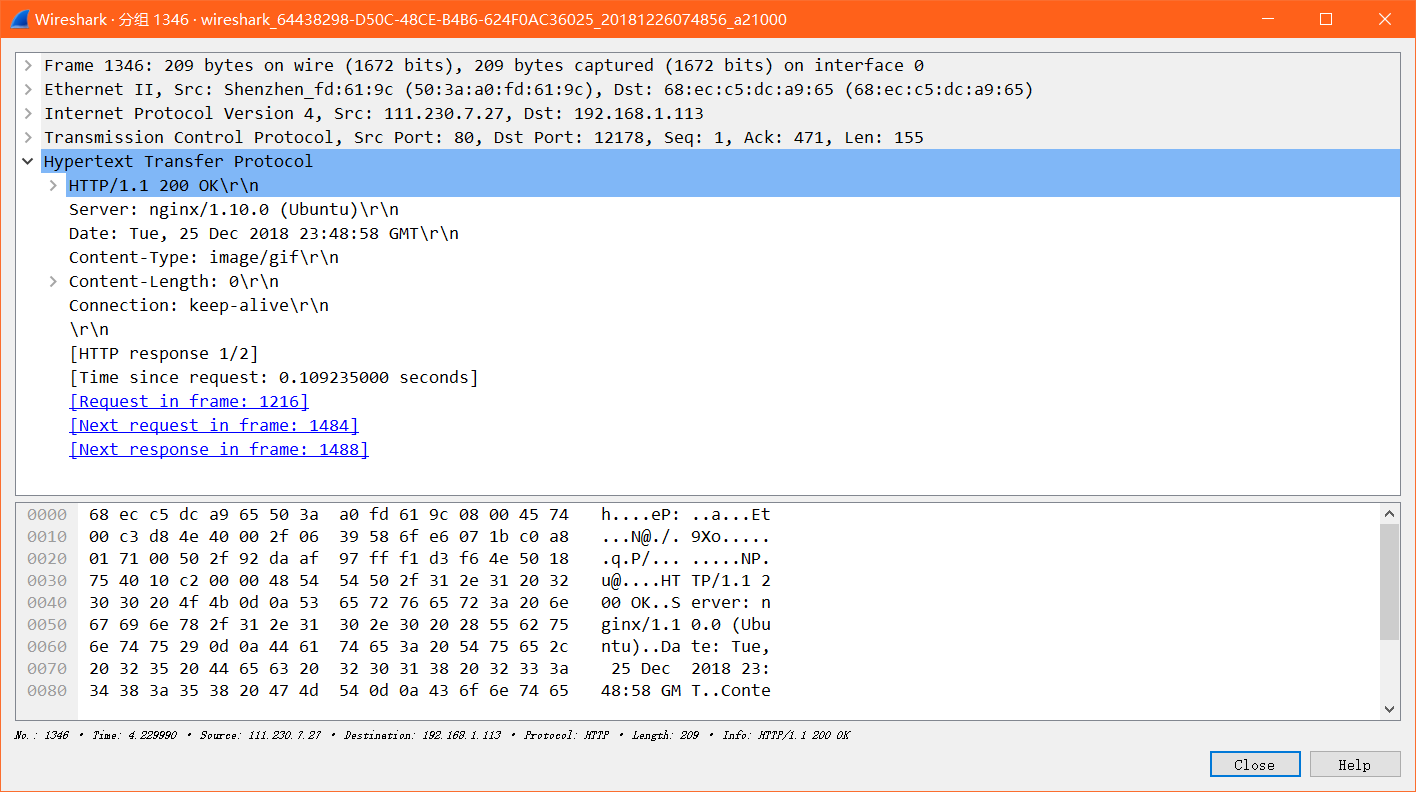 Wireshark · 分组 1346 · wireshark_64438298-D50C-48CE-B4B6-624F0AC36025_20181226074856_a21000
Frame 1346: 209 bytes on wire (1672 bits), 209 bytes captured (1672 bits) on interface 0
Ethernet II, Src: Shenzhen_fd:61:9c (50:3a:a0:fd:61:9c), Dst: 68:ec:c5:dc:a9:65 (68:ec:c5:dc:a9:65)
Internet Protocol Version 4, Src: 111.230.7.27, Dst: 192.168.1.113
Transmission Control Protocol, Src Port: 80, Dst Port: 12178, Seq: 1, Ack: 471, Len: 155
Hypertext Transfer Protocol
HTTP/1.1 200 OK\r\n
Server: nginx/1.10.0 (Ubuntu)\r\n
Date: Tue, 25 Dec 2018 23:48:58 GMT\r\n
Content-Type: image/gif\r\n
Content-Length: 0\r\n
Connection: keep-alive\r\n
\r\n
[HTTP response 1/2]
[Time since request: 0.109235000 seconds]
[Request in frame: 1216]
[Next request in frame: 1484]
[Next response in frame: 1488]
0000 68 ec c5 dc a9 65 50 3a a0 fd 61 9c 08 00 45 74 h....eP: ..a...Et
0010 00 c3 d8 4e 40 00 2f 06 39 58 6f e6 07 1b c0 a8 ...N@./. 9Xo.....
0020 01 71 00 50 2f 92 da af 97 ff f1 d3 f6 4e 50 18 .q.P/... .....NP.
0030 75 40 10 c2 00 00 48 54 54 50 2f 31 2e 31 20 32 u@....HT TP/1.1 2
0040 30 30 20 4f 4b 0d 0a 53 65 72 76 65 72 3a 20 6e 00 OK..S erver: n
0050 67 69 6e 78 2f 31 2e 31 30 2e 30 20 28 55 62 75 ginx/1.1 0.0 (Ubu
0060 6e 74 75 29 0d 0a 44 61 74 65 3a 20 54 75 65 2c ntu)..Da te: Tue,
0070 20 32 35 20 44 65 63 20 32 30 31 38 20 32 33 3a 25 Dec 2018 23:
0080 34 38 3a 35 38 20 47 4d 54 0d 0a 43 6f 6e 74 65 48:58 GM T..Conte
No.: 1346 · Time: 4.229990 · Source: 111.230.7.27 · Destination: 192.168.1.113 · Protocol: HTTP · Length: 209 · Info: HTTP/1.1 200 OK
Close Help